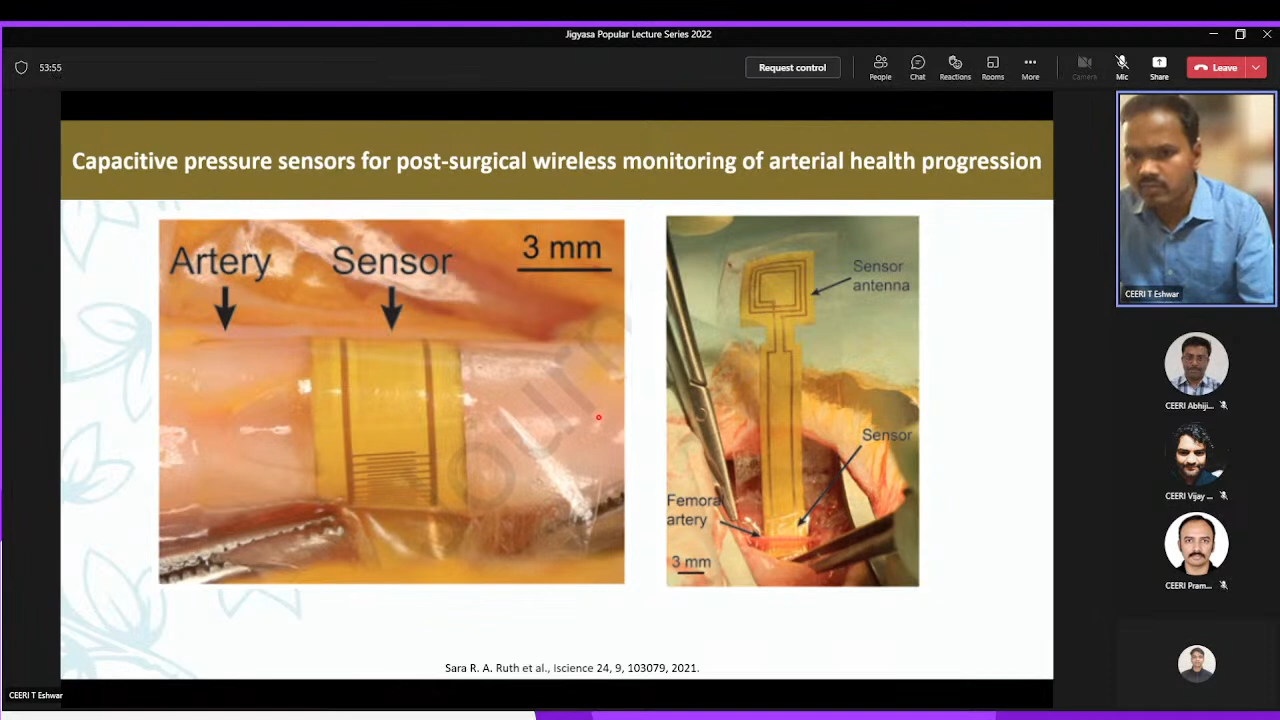 Jigyasa Popular Lecture Series 2022
53:55
Request control
People
Chat
Reactions
Rooms
More
Camera
Mic
Share
Leave
Capacitive pressure sensors for post-surgical wireless monitoring of arterial health progression
Artery
Sensor
3 mm
Sensor
antenna
Sensor
Femoral
artery
3 mm
Sara R. A. Ruth et al., Iscience 24, 9, 103079, 2021.
CEERI T Eshwar
CEERI Abhiji...
CEERI Vijay ...
CEERI Pram...
CEERI T Eshwar